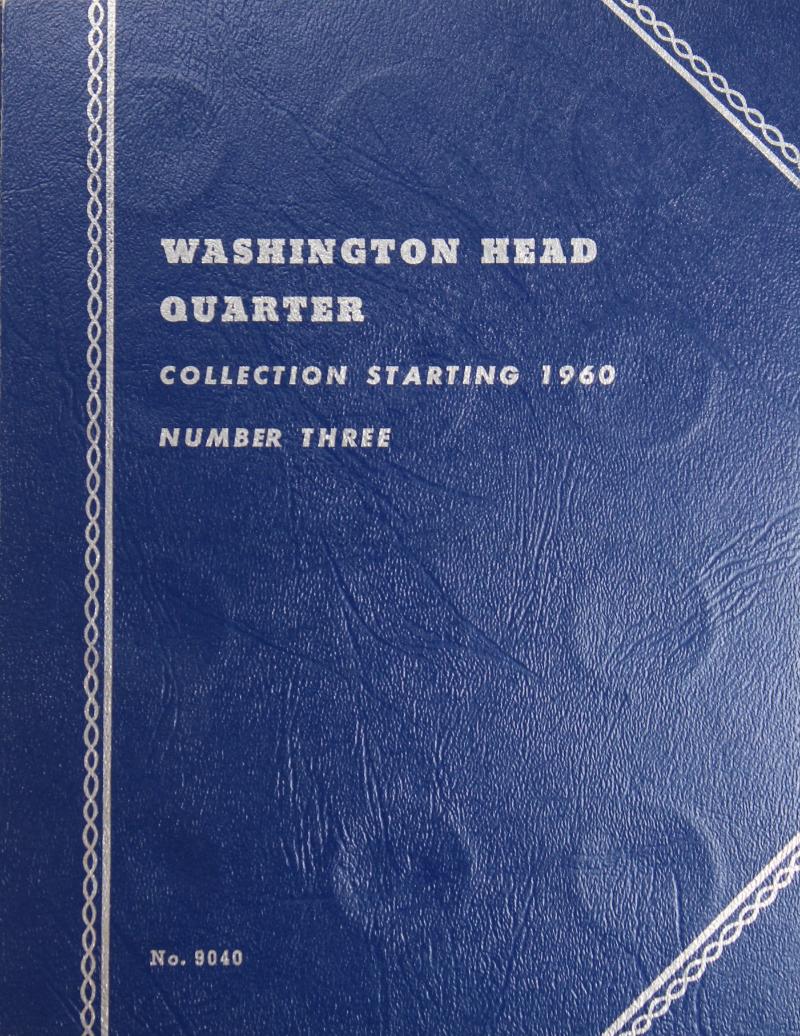 WASHINGTON HEAD
QUARTER
COLLECTION STARTING 1960
NUMBER THREE
No. 9040